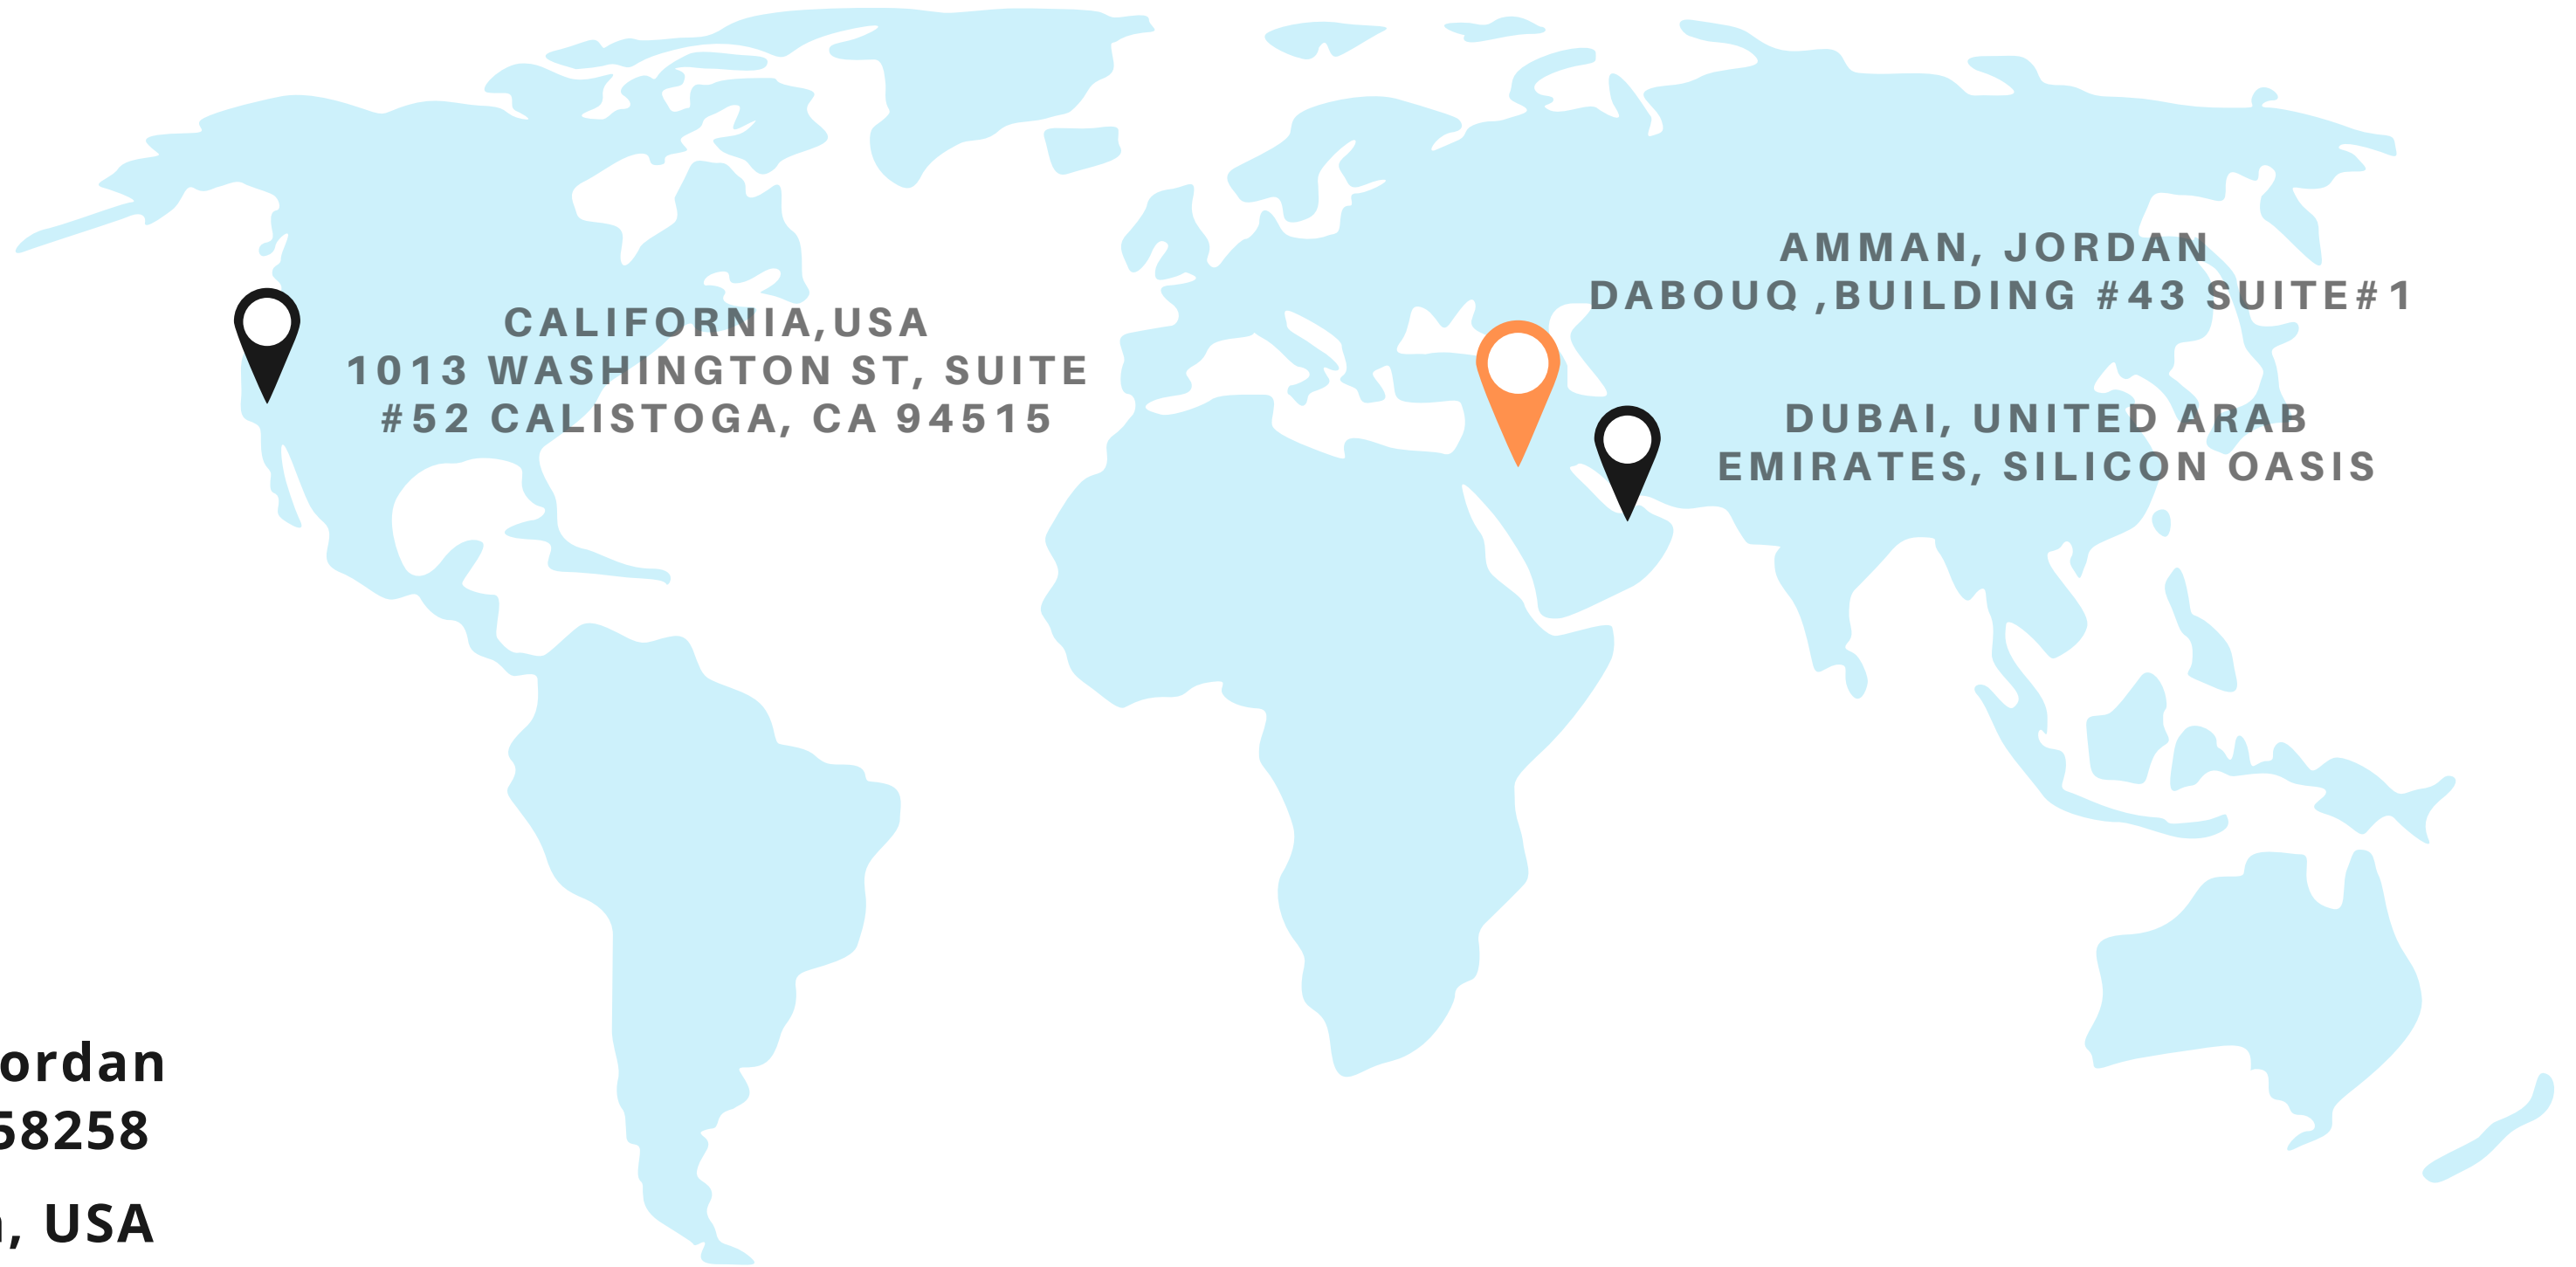 AMMAN, JORDAN
DABOUQ ,BUILDING #43 SUITE#1
CALIFORNIA,USA
1013 WASHINGTON ST, SUITE
#52 CALISTOGA, CA 94515
DUBAI, UNITED ARAB
EMIRATES, SILICON OASIS
ordan
58258
, USA